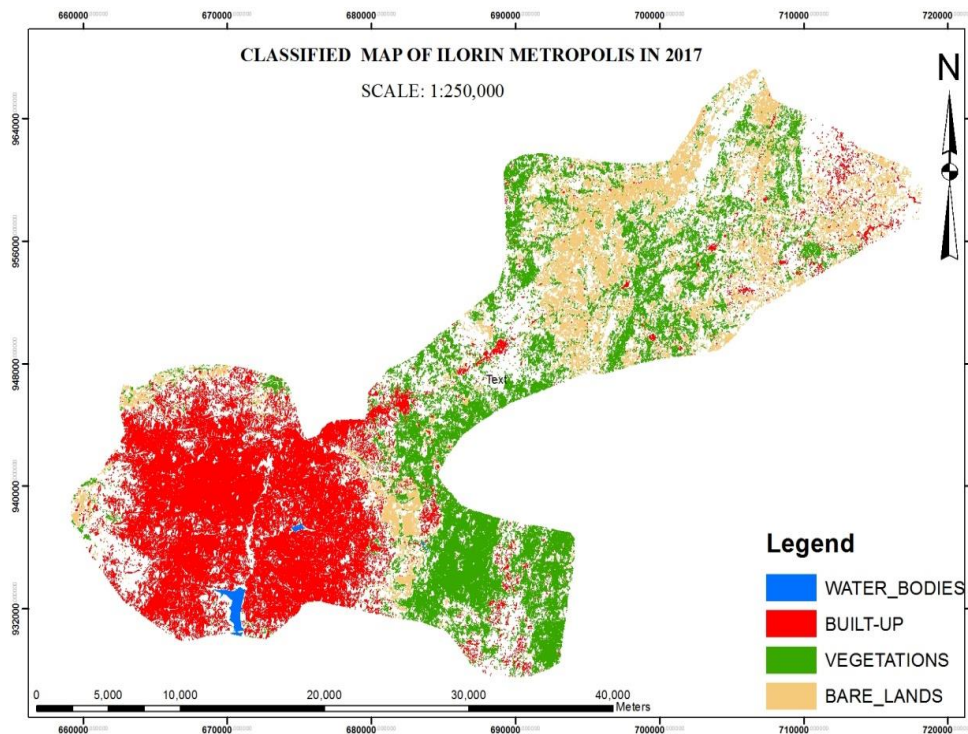 660000 670000 680000 690000 700000 710000 720000
CLASSIFIED MAP OF ILORIN METROPOLIS IN 2017
SCALE: 1:250,000
N
964000
956000
948000
940000
932000
Text
Legend
WATER_BODIES
BUILT-UP
VEGETATIONS
BARE_LANDS
0 5,000 10,000 20,000 30,000 40,000
Meters
660000 670000 680000 690000 700000 710000 720000